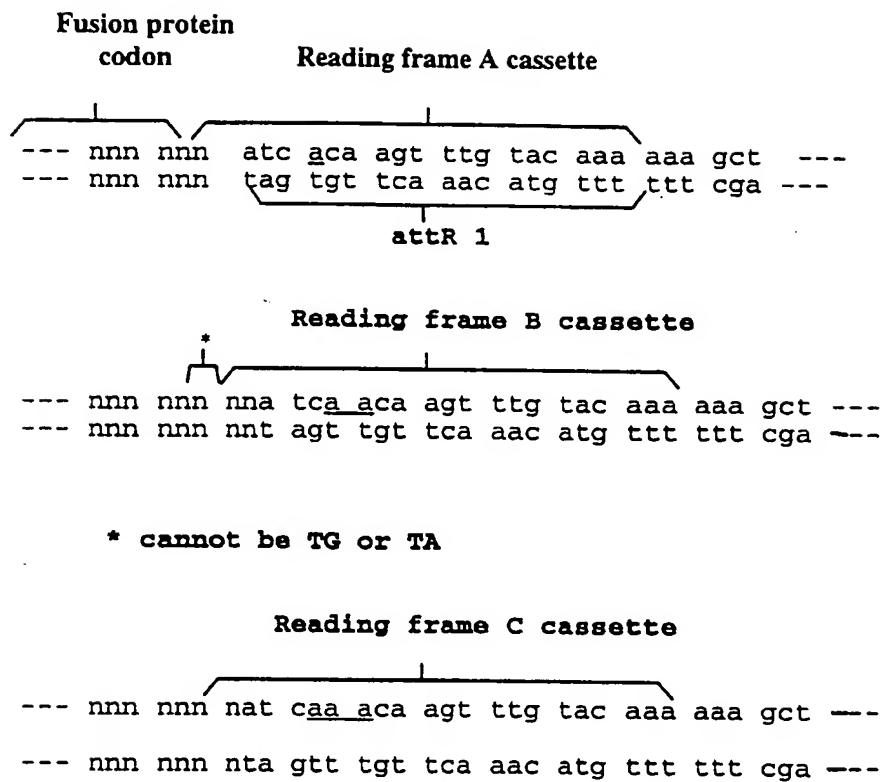 Fusion protein
codon Reading frame A cassette
--- nnn nnn atc aca agt ttg tac aaa aaa gct ---
--- nnn nnn tag tgt tca aac atg ttt ttt cga ---
attR 1
Reading frame B cassette
*
--- nnn nnn nna tca aca agt ttg tac aaa aaa gct ---
--- nnn nnn nnt agt tgt tca aac atg ttt ttt cga ---
* cannot be TG or TA
Reading frame C cassette
--- nnn nnn nat caa aca agt ttg tac aaa aaa gct ---
--- nnn nnn nta gtt tgt tca aac atg ttt ttt cga ---